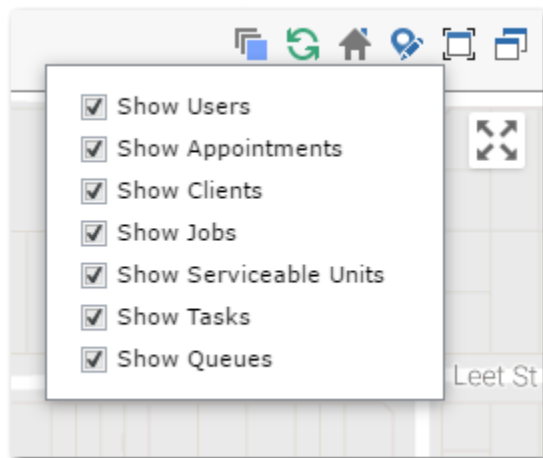 Show Users
Show Appointments
Show Clients
Show Jobs
Show Serviceable Units
Show Tasks
Show Queues
Leet St